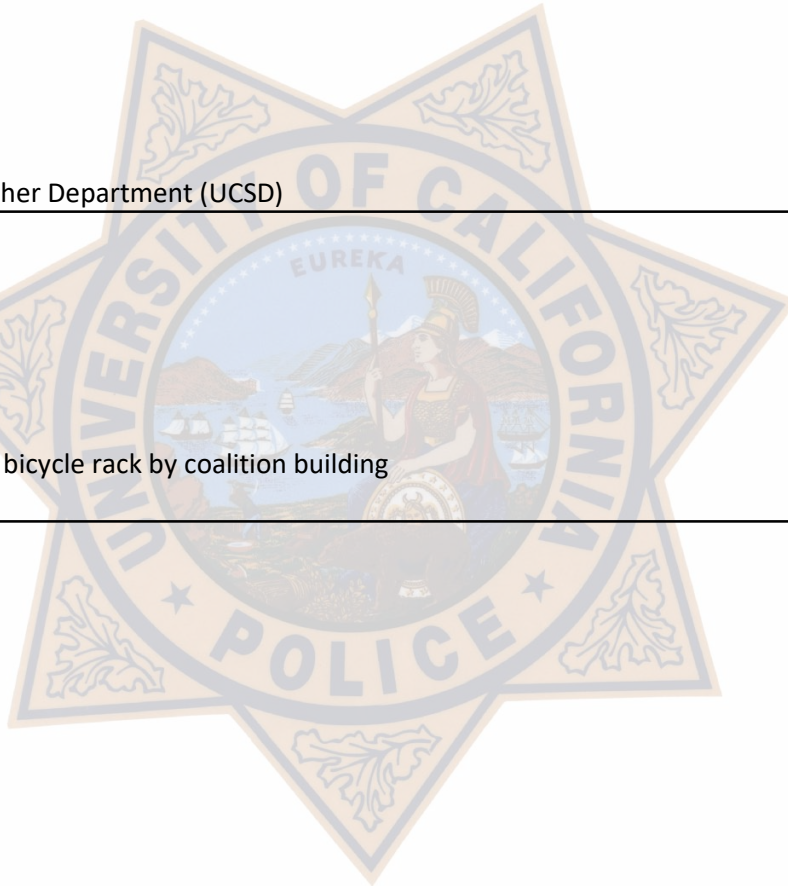 her Department (UCSD)
UNIVERSITY OF CALIFORNIA
EUREKA
bicycle rack by coalition building
POLICE